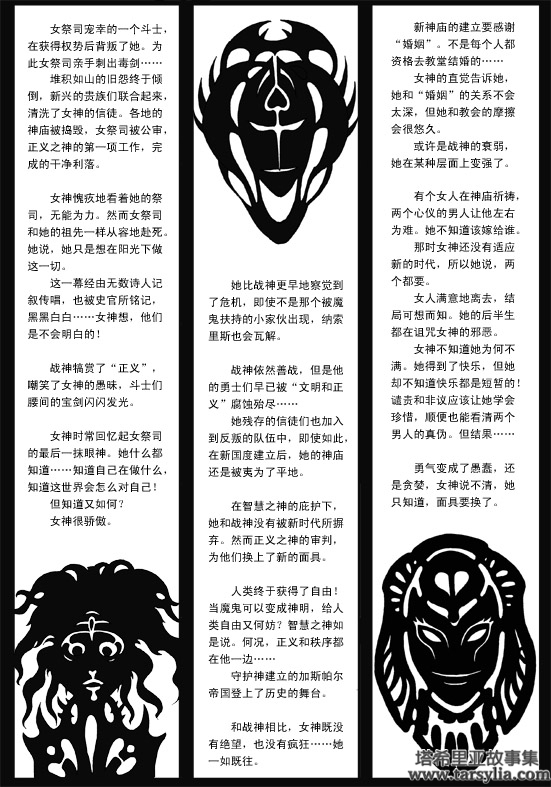 女祭司宠幸的一个斗士，
在获得权势后背叛了她。为
此女祭司亲手刺出毒剑……
堆积如山的旧怨终于倾
倒，新兴的贵族们联合起来，
清洗了女神的信徒。各地的
神庙被捣毁，女祭司被公审，
正义之神的第一项工作，完
成的干净利落。
女神愧疚地看着她的祭
司，无能为力。然而女祭司
和她的祖先一样从容地赴死。
她说，她只是想在阳光下做
这一切。
这一幕经由无数诗人记
叙传唱，也被史官所铭记，
黑黑白白……女神想，他们
是不会明白的！
战神犒赏了“正义”，
嘲笑了女神的愚昧，斗士们
腰间的宝剑闪闪发光。
女神时常回忆起女祭司
的最后一抹眼神。她什么都
知道……知道自己在做什么，
知道这世界会怎么对自己！
但知道又如何？
女神很骄傲。
她比战神更早地察觉到
了危机，即使不是那个被魔
鬼扶持的小家伙出现，纳索
里斯也会瓦解。
战神依然善战，但是他
的勇士们早已被“文明和正
义”腐蚀殆尽……
她残存的信徒们也加入
到反叛的队伍中，即使如此，
在新国度建立后，她的神庙
还是被夷为了平地。
在智慧之神的庇护下，
她和战神没有被新时代所摒
弃。然而正义之神的审判，
为他们换上了新的面具。
人类终于获得了自由！
当魔鬼可以变成神明，给人
类自由又何妨？智慧之神如
是说。何况，正义和秩序都
在他一边……
守护神建立的加斯帕尔
帝国登上了历史的舞台。
和战神相比，女神既没
有绝望，也没有疯狂……她
一如既往。
新神庙的建立要感谢
“婚姻”。不是每个人都
资格去教堂结婚的……
女神的直觉告诉她，
她和“婚姻”的关系不会
太深，但她和教会的摩擦
会很悠久。
或许是战神的衰弱，
她在某种层面上变强了。
有个女人在神庙祈祷，
两个心仪的男人让他左右
为难。她不知道该嫁给谁。
那时女神还没有适应
新的时代，所以她说，两
个都要。
女人满意地离去，结
局可想而知。她的后半生
都在诅咒女神的邪恶。
女神不知道她为何不
满。她得到了快乐，但她
却不知道快乐都是短暂的！
谴责和非议应该让她学会
珍惜，顺便也能看清两个
男人的真伪。但结果……
勇气变成了愚蠢，还
是贪婪，女神说不清，她
只知道，面具要换了。
塔希里亚故事集
www.tarsylia.com